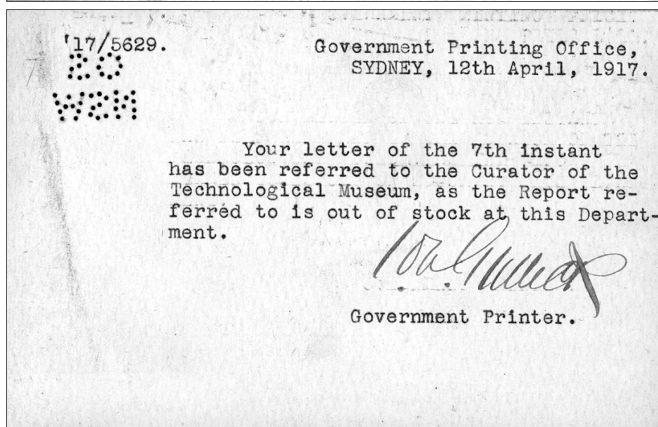 '17/5629.
OS
NSW
Government Printing Office,
SYDNEY, 12th April, 1917.
Your letter of the 7th instant
has been referred to the Curator of the
Technological Museum, as the Report re-
ferred to is out of stock at this Depart-
ment.
Government Printer.